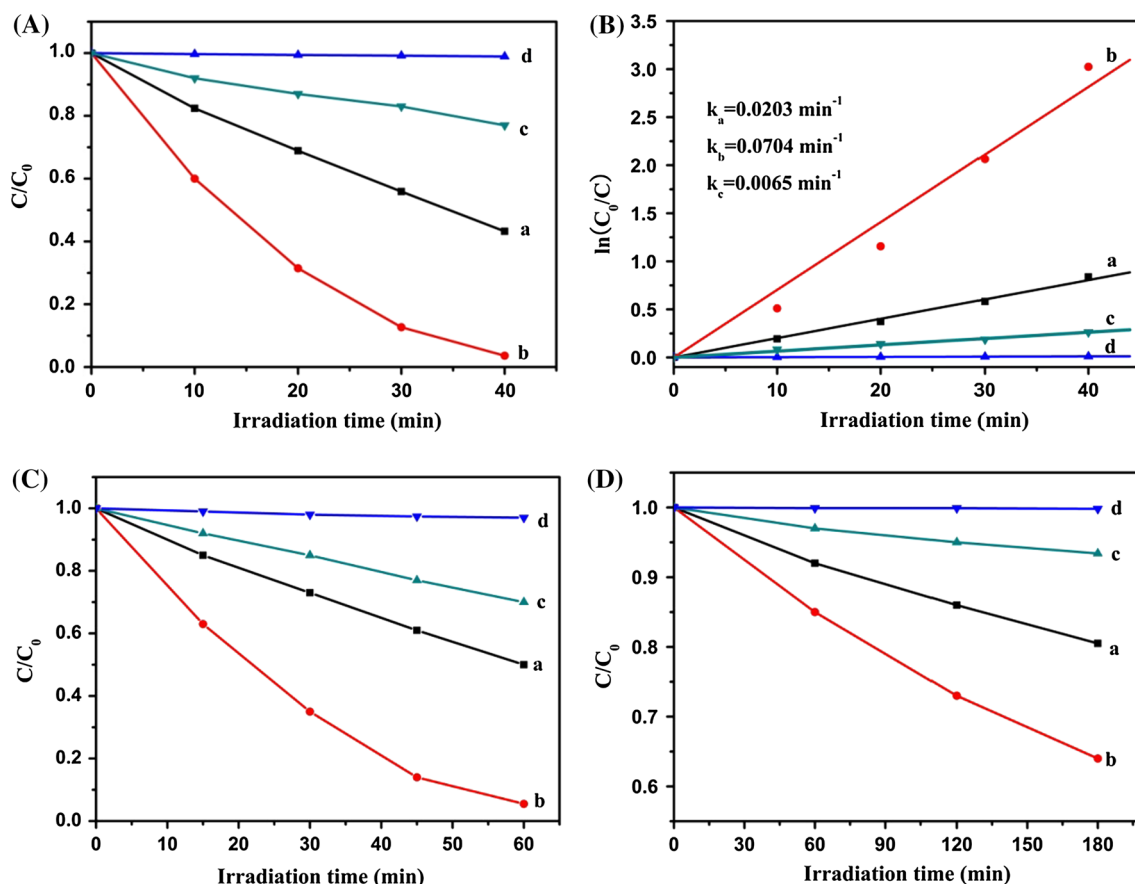 (A)
C/C0
1.0
0.8
0.6
0.4
0.2
0.0
d
c
a
b
0 10 20 30 40
Irradiation time (min)
(B)
ln(C0/C)
3.5
3.0
2.5
2.0
1.5
1.0
0.5
0.0
ka=0.0203 min-1
kb=0.0704 min-1
kc=0.0065 min-1
b
a
c
d
0 10 20 30 40
Irradiation time (min)
(C)
C/C0
1.0
0.8
0.6
0.4
0.2
0.0
d
c
a
b
0 10 20 30 40 50 60
Irradiation time (min)
(D)
C/C0
1.0
0.9
0.8
0.7
0.6
d
c
a
b
0 30 60 90 120 150 180
Irradiation time (min)